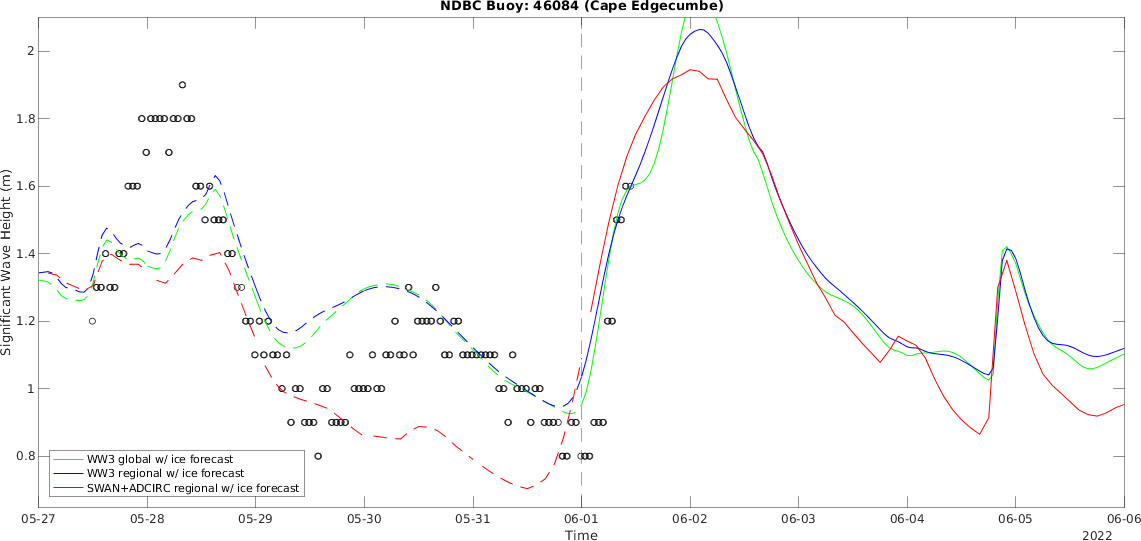 NDBC Buoy: 46084 (Cape Edgecumbe)
Significant Wave Height (m)
2
1.8
1.6
1.4
1.2
1
0.8
WW3 global w/ ice forecast
WW3 regional w/ ice forecast
SWAN+ADCIRC regional w/ ice forecast
05-27 05-28 05-29 05-30 05-31 06-01 06-02 06-03 06-04 06-05 06-06
Time 2022